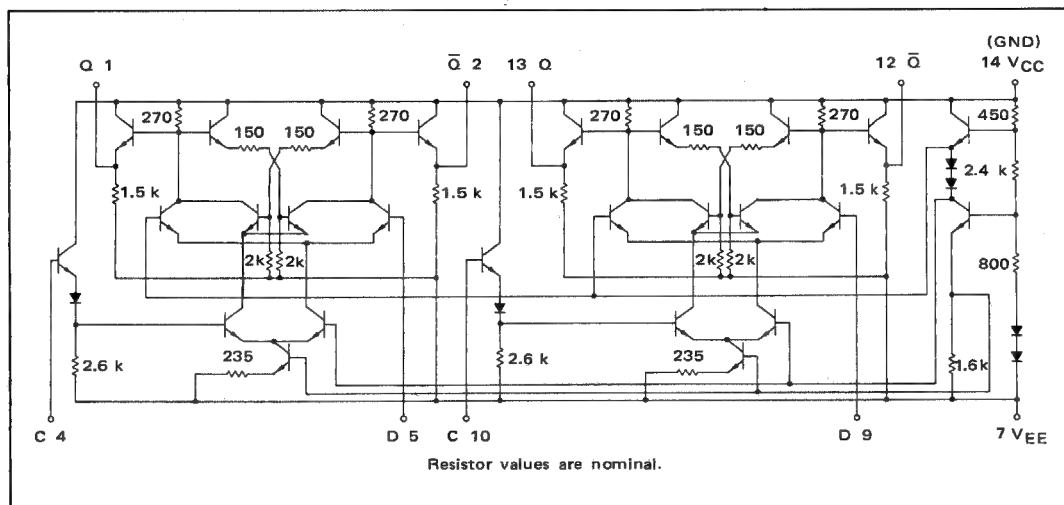 (GND)
Q 1 Q̅ 2 13 Q 12 Q̅ 14 VCC
270 150 150 270 270 150 150 270 450
1.5 k 1.5 k 1.5 k 1.5 k 2.4 k
2k 2k 2k 2k 800
2.6 k 235 2.6 k 235 1.6k
C 4 D 5 C 10 D 9 7 VEE
Resistor values are nominal.